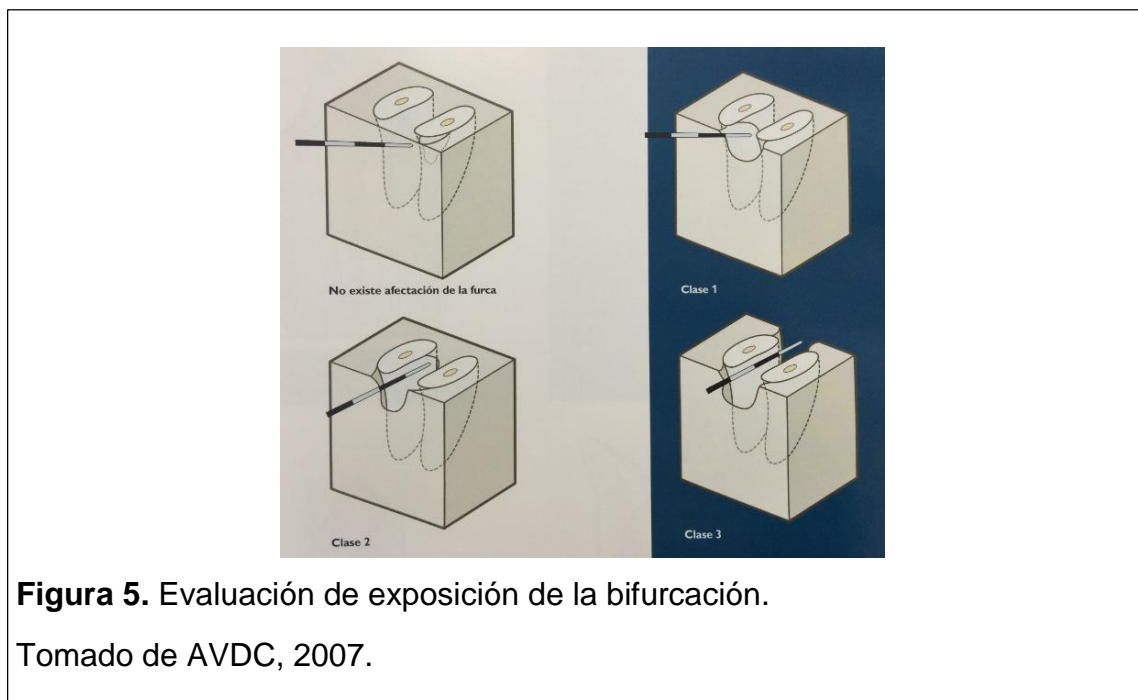 No existe afectación de la furca
Clase 1
Clase 2
Clase 3
Figura 5. Evaluación de exposición de la bifurcación.
Tomado de AVDC, 2007.